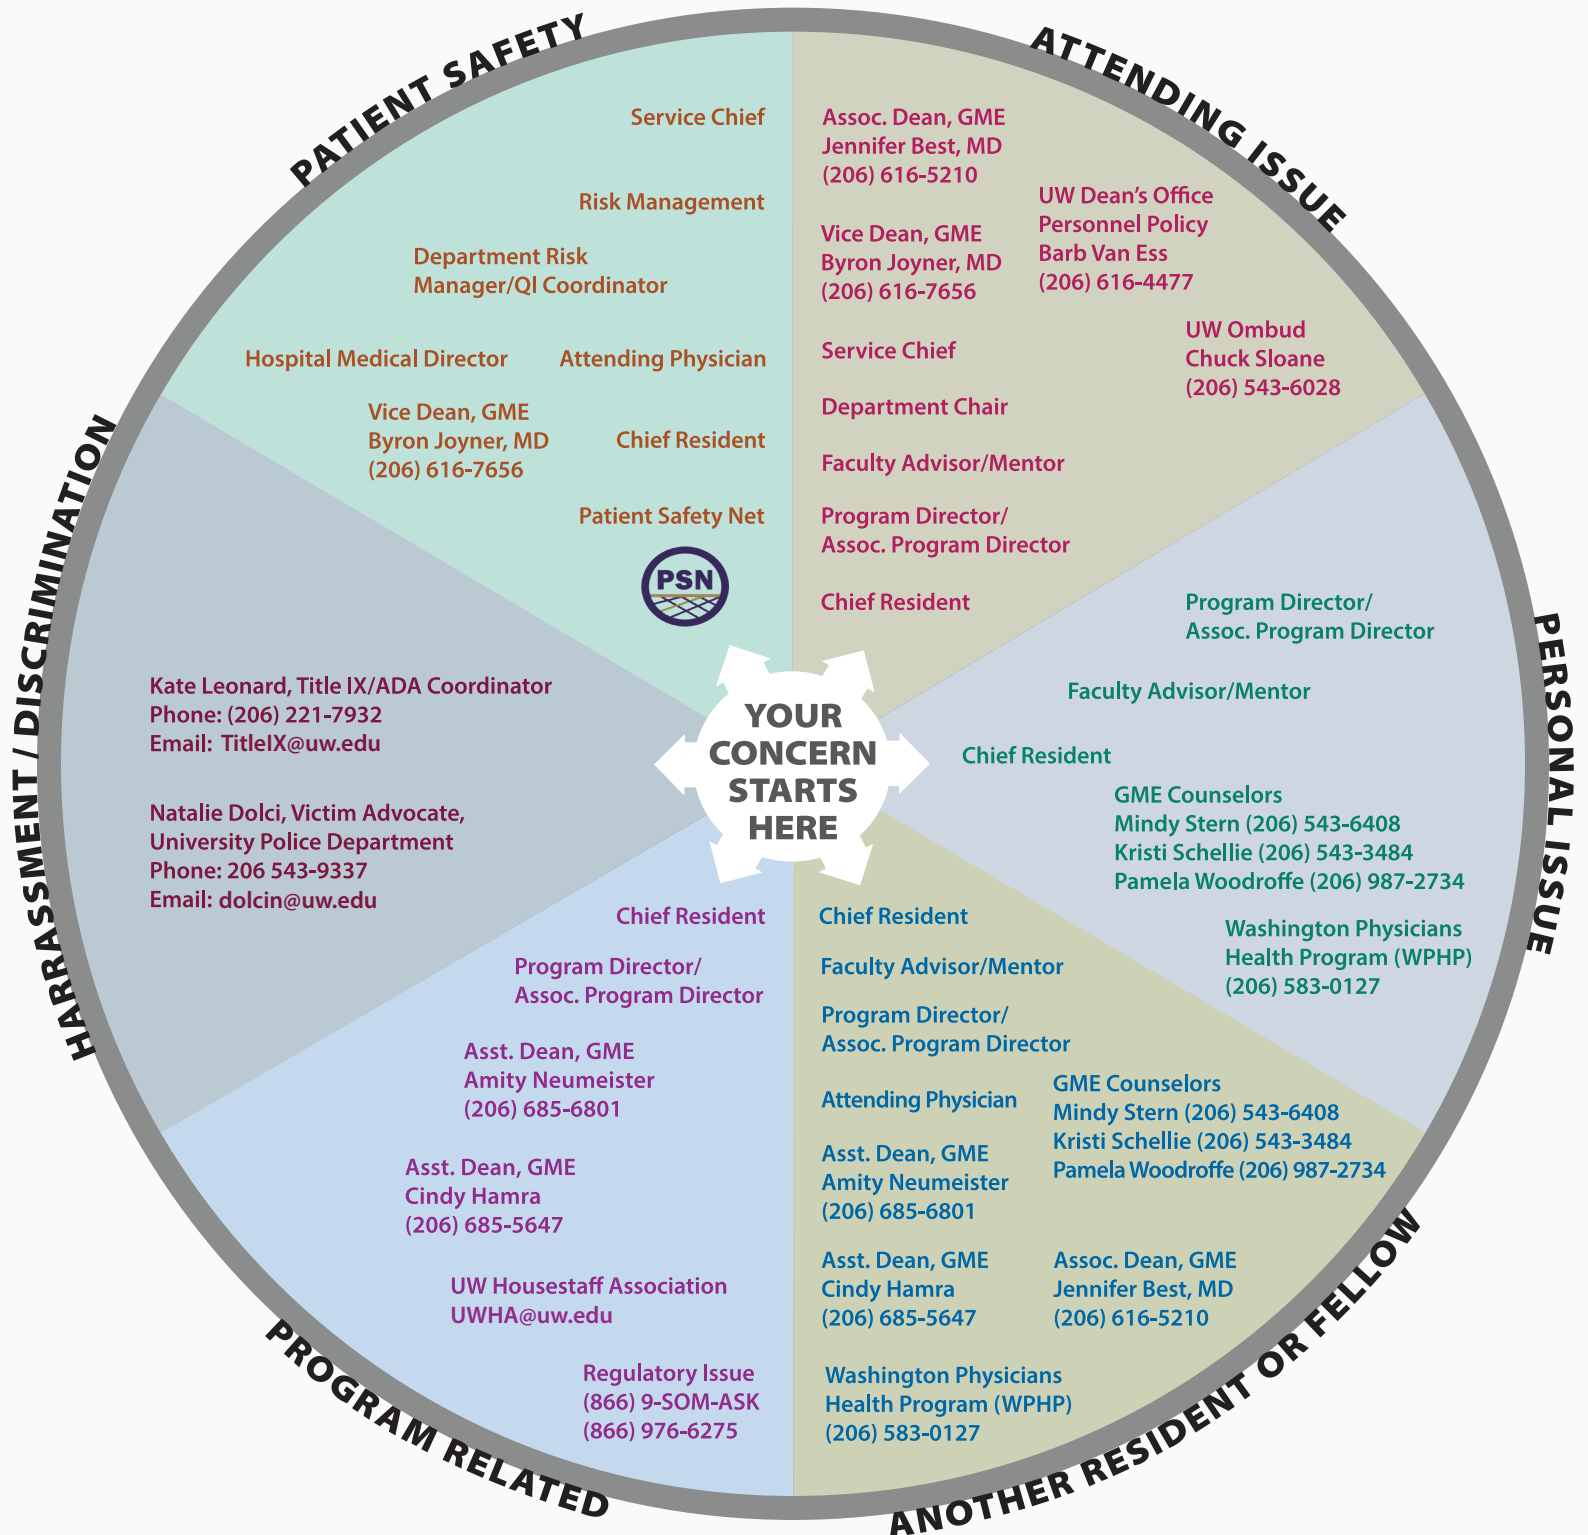 PATIENT SAFETY
Service Chief
Risk Management
Department Risk
Manager/QI Coordinator
Hospital Medical Director
Attending Physician
Vice Dean, GME
Byron Joyner, MD
(206) 616-7656
Chief Resident
Patient Safety Net
PSN
ATTENDING ISSUE
Assoc. Dean, GME
Jennifer Best, MD
(206) 616-5210
UW Dean’s Office
Personnel Policy
Barb Van Ess
(206) 616-4477
Vice Dean, GME
Byron Joyner, MD
(206) 616-7656
UW Ombud
Chuck Sloane
(206) 543-6028
Service Chief
Department Chair
Faculty Advisor/Mentor
Program Director/
Assoc. Program Director
Chief Resident
PERSONAL ISSUE
Program Director/
Assoc. Program Director
Faculty Advisor/Mentor
Chief Resident
GME Counselors
Mindy Stern (206) 543-6408
Kristi Schellie (206) 543-3484
Pamela Woodroffe (206) 987-2734
Washington Physicians
Health Program (WPHP)
(206) 583-0127
HARRASSMENT / DISCRIMINATION
Kate Leonard, Title IX/ADA Coordinator
Phone: (206) 221-7932
Email: TitleIX@uw.edu
Natalie Dolci, Victim Advocate,
University Police Department
Phone: 206 543-9337
Email: dolcin@uw.edu
YOUR
CONCERN
STARTS
HERE
PROGRAM RELATED
Chief Resident
Program Director/
Assoc. Program Director
Asst. Dean, GME
Amity Neumeister
(206) 685-6801
Asst. Dean, GME
Cindy Hamra
(206) 685-5647
UW Housestaff Association
UWHA@uw.edu
Regulatory Issue
(866) 9-SOM-ASK
(866) 976-6275
ANOTHER RESIDENT OR FELLOW
Chief Resident
Faculty Advisor/Mentor
Program Director/
Assoc. Program Director
Attending Physician
GME Counselors
Mindy Stern (206) 543-6408
Kristi Schellie (206) 543-3484
Pamela Woodroffe (206) 987-2734
Asst. Dean, GME
Amity Neumeister
(206) 685-6801
Asst. Dean, GME
Cindy Hamra
(206) 685-5647
Assoc. Dean, GME
Jennifer Best, MD
(206) 616-5210
Washington Physicians
Health Program (WPHP)
(206) 583-0127